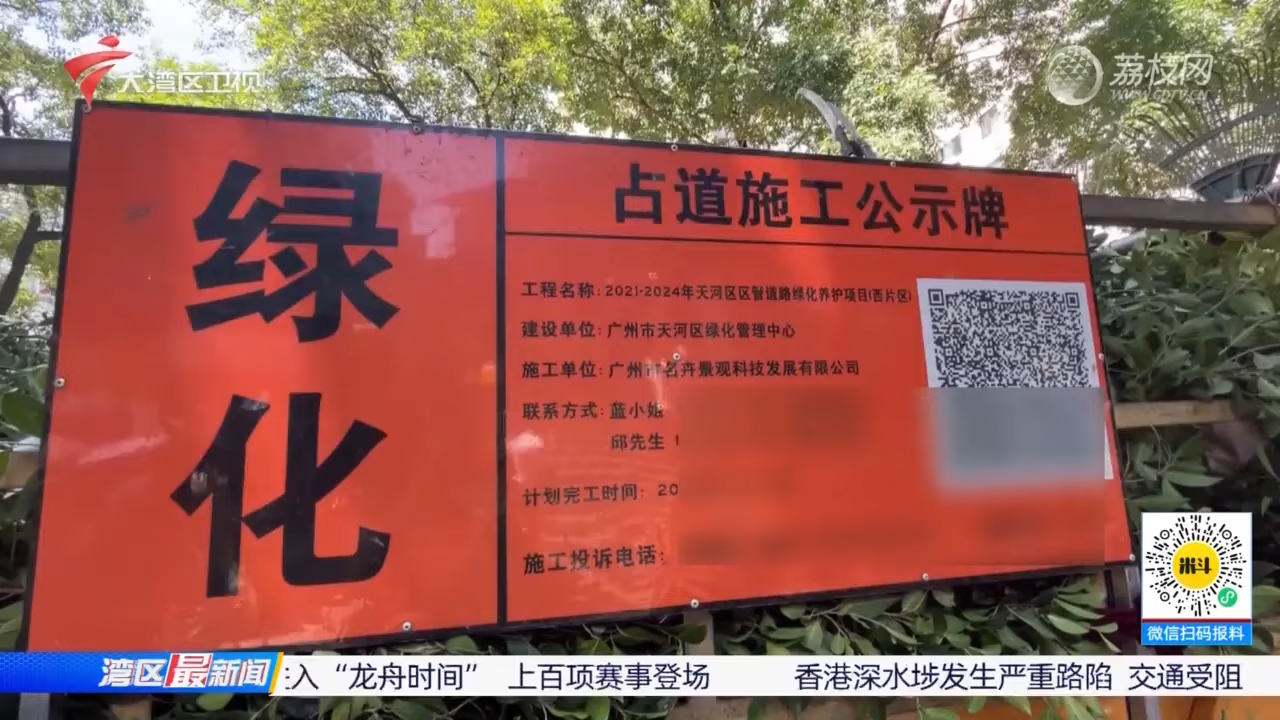 大湾区卫视
荔枝网
www.gdtv.cn
绿化
占道施工公示牌
工程名称：2021-2024年天河区区管道路绿化养护项目(西片区)
建设单位：广州市天河区绿化管理中心
施工单位：广州市名卉景观科技发展有限公司
联系方式：蓝小姐
邱先生 1
计划完工时间：20
施工投诉电话：
米斗
微信扫码报料
湾区最新闻
入“龙舟时间” 上百项赛事登场 香港深水埗发生严重路陷 交通受阻